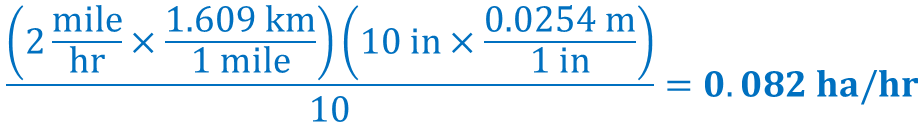 (2 mile/hr × 1.609 km/1 mile)(10 in × 0.0254 m/1 in)/10 = 0.082 ha/hr